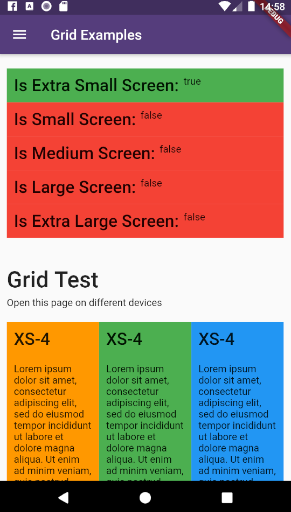 14:58
DEBUG
Grid Examples
Is Extra Small Screen: true
Is Small Screen: false
Is Medium Screen: false
Is Large Screen: false
Is Extra Large Screen: false
Grid Test
Open this page on different devices
XS-4 XS-4 XS-4
Lorem ipsum Lorem ipsum Lorem ipsum
dolor sit amet, dolor sit amet, dolor sit amet,
consectetur consectetur consectetur
adipiscing elit, adipiscing elit, adipiscing elit,
sed do eiusmod sed do eiusmod sed do eiusmod
tempor incididunt tempor incididunt tempor incididunt
ut labore et ut labore et ut labore et
dolore magna dolore magna dolore magna
aliqua. Ut enim aliqua. Ut enim aliqua. Ut enim
ad minim veniam, ad minim veniam, ad minim veniam,